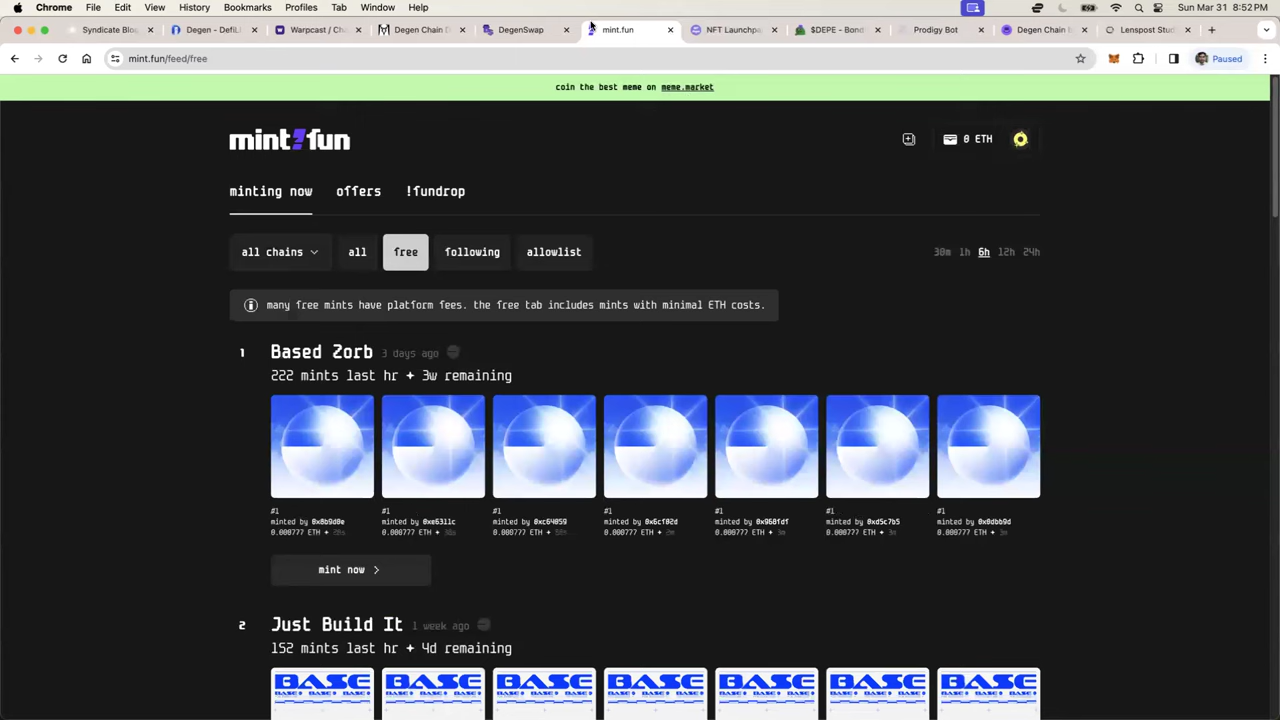 Chrome File Edit View History Bookmarks Profiles Tab Window Help Sun Mar 31 8:52 PM
Syndicate Blo Degen - DefiLl Warpcast / Cha Degen Chain D DegenSwap mint.fun NFT Launchpa $DEPE - Bond Prodigy Bot Degen Chain b Lenspost Stud
mint.fun/feed/free Paused
coin the best meme on meme.market
mint!fun 0 ETH
minting now offers !fundrop
all chains all free following allowlist 30m 1h 6h 12h 24h
many free mints have platform fees. the free tab includes mints with minimal ETH costs.
1 Based Zorb 3 days ago
222 mints last hr + 3w remaining
#1 #1 #1 #1 #1 #1 #1
minted by 0x8b9d0e minted by 0xe6311c minted by 0xc64059 minted by 0x6cf02d minted by 0x968fdf minted by 0xd5c7b5 minted by 0x0dbb9d
0.000777 ETH + 0.000777 ETH + 0.000777 ETH + 0.000777 ETH + 0.000777 ETH + 0.000777 ETH + 0.000777 ETH +
mint now >
2 Just Build It 1 week ago
152 mints last hr + 4d remaining
BASE BASE BASE BASE BASE BASE BASE